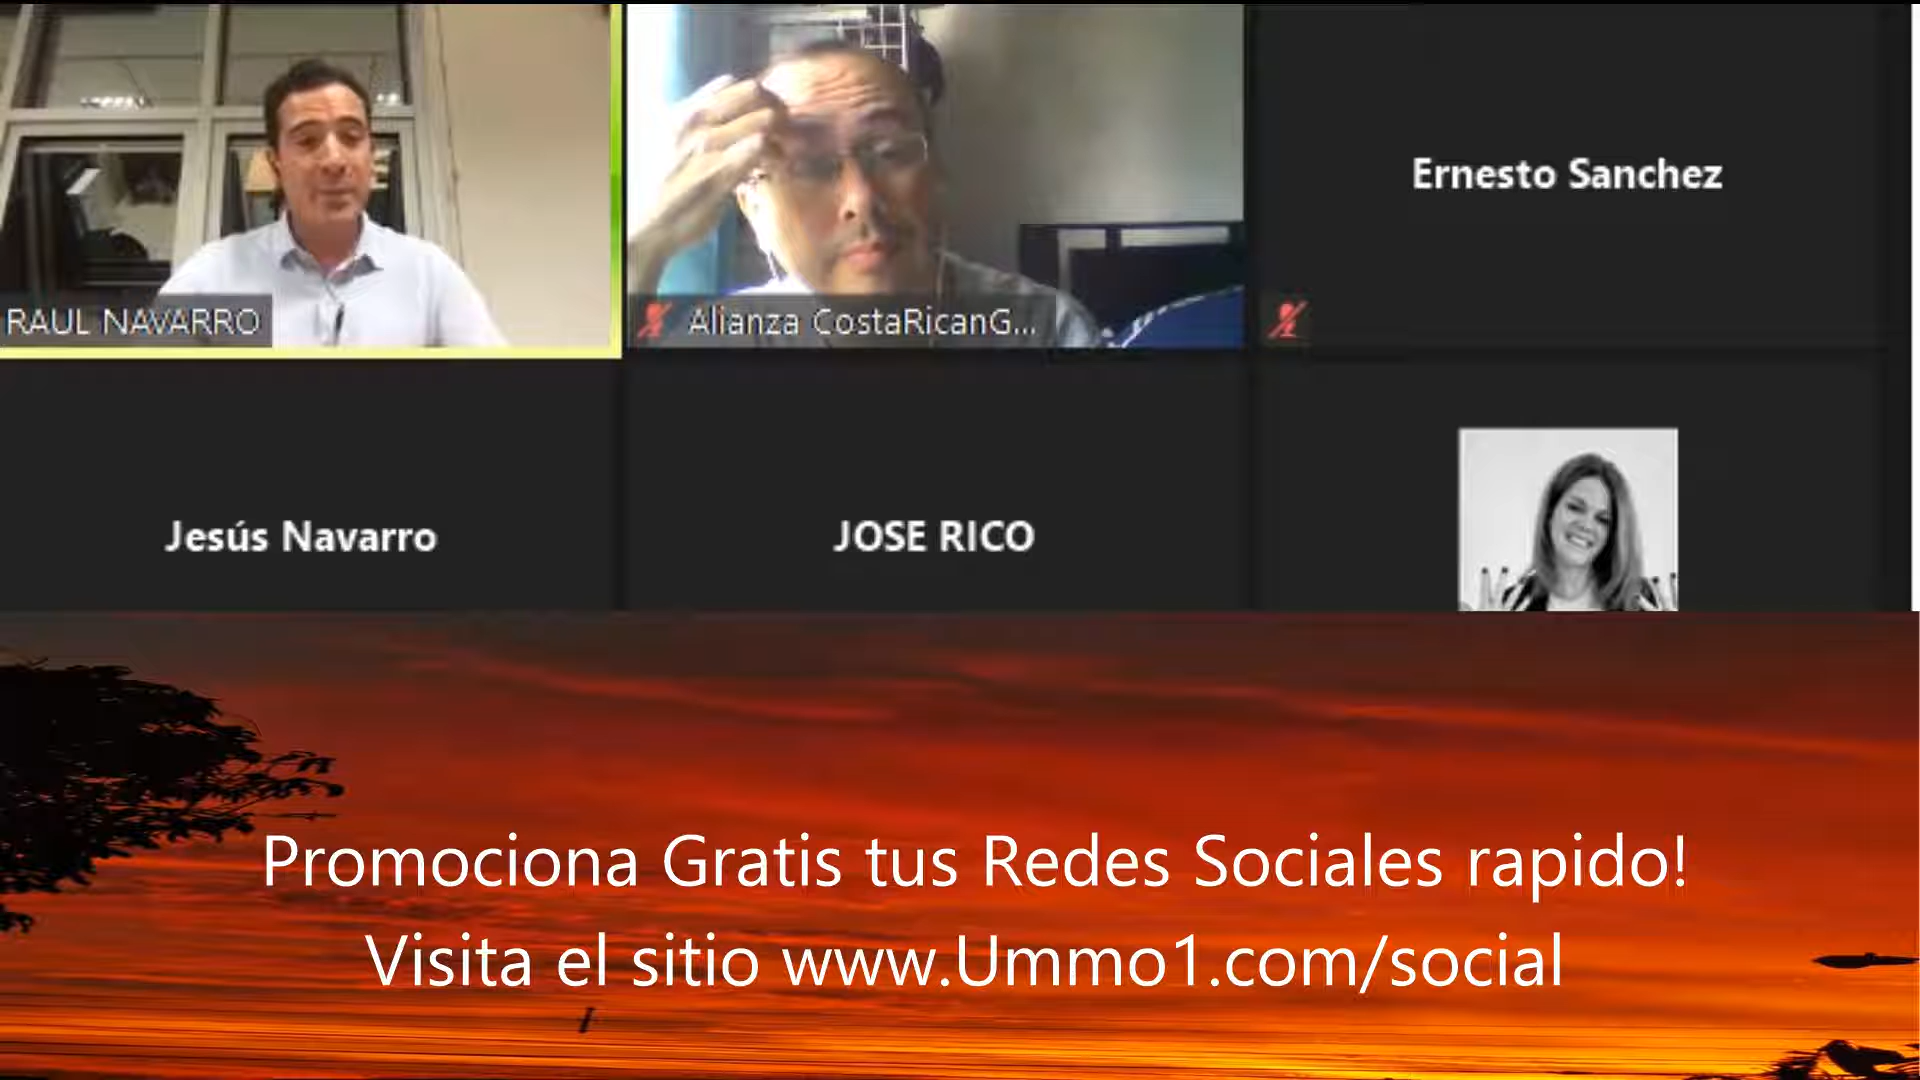 Ernesto Sanchez
RAUL NAVARRO
Alianza CostaRicanG...
Jesús Navarro
JOSE RICO
Promociona Gratis tus Redes Sociales rapido!
Visita el sitio www.Ummo1.com/social